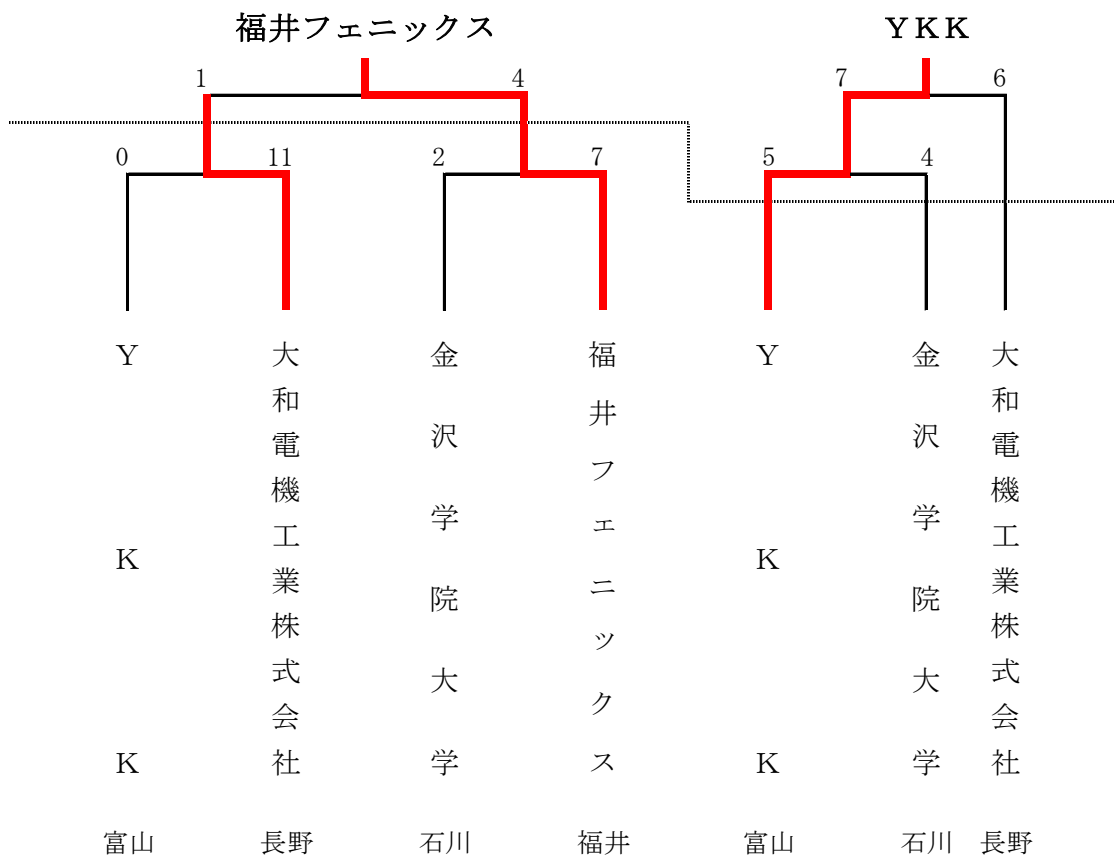 福井フェニックス
ＹＫＫ
1
4
7
6
0
11
2
7
5
4
ＹＫＫ
大和電機工業株式会社
金沢学院大学
福井フェニックス
ＹＫＫ
金沢学院大学
大和電機工業株式会社
富山
長野
石川
福井
富山
石川
長野